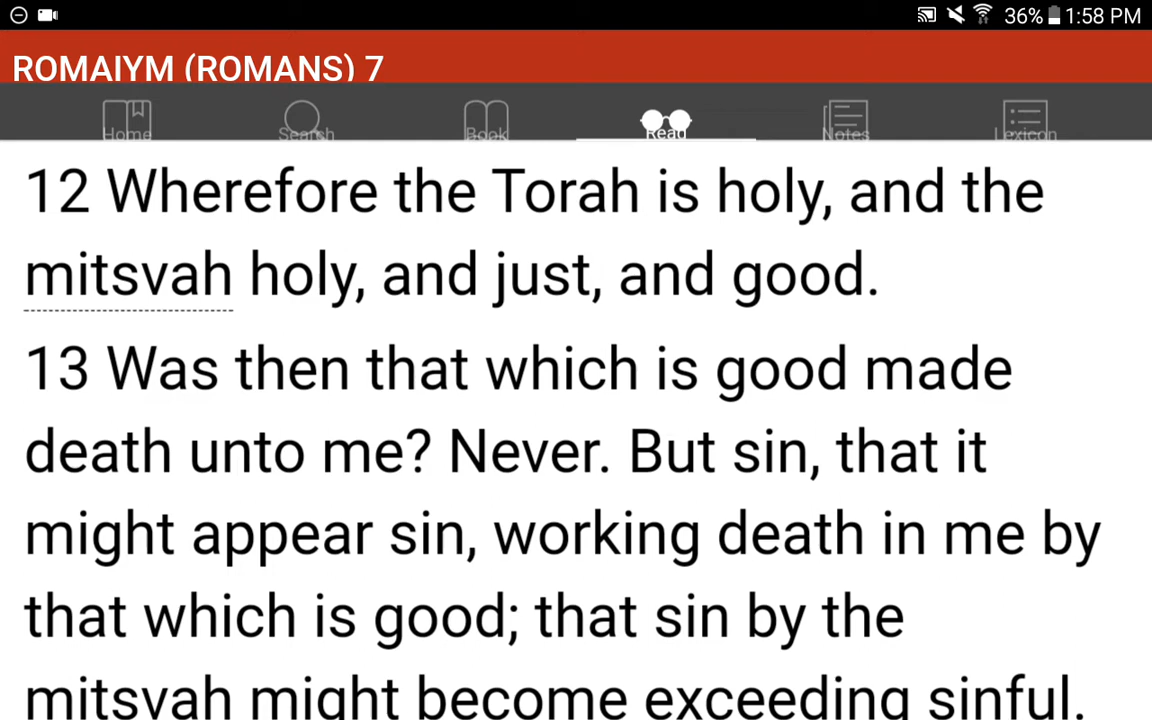 36% 1:58 PM
ROMAIYM (ROMANS) 7
Home Search Book Read Notes Lexicon
12 Wherefore the Torah is holy, and the
mitsvah holy, and just, and good.
13 Was then that which is good made
death unto me? Never. But sin, that it
might appear sin, working death in me by
that which is good; that sin by the
mitsvah might become exceeding sinful.